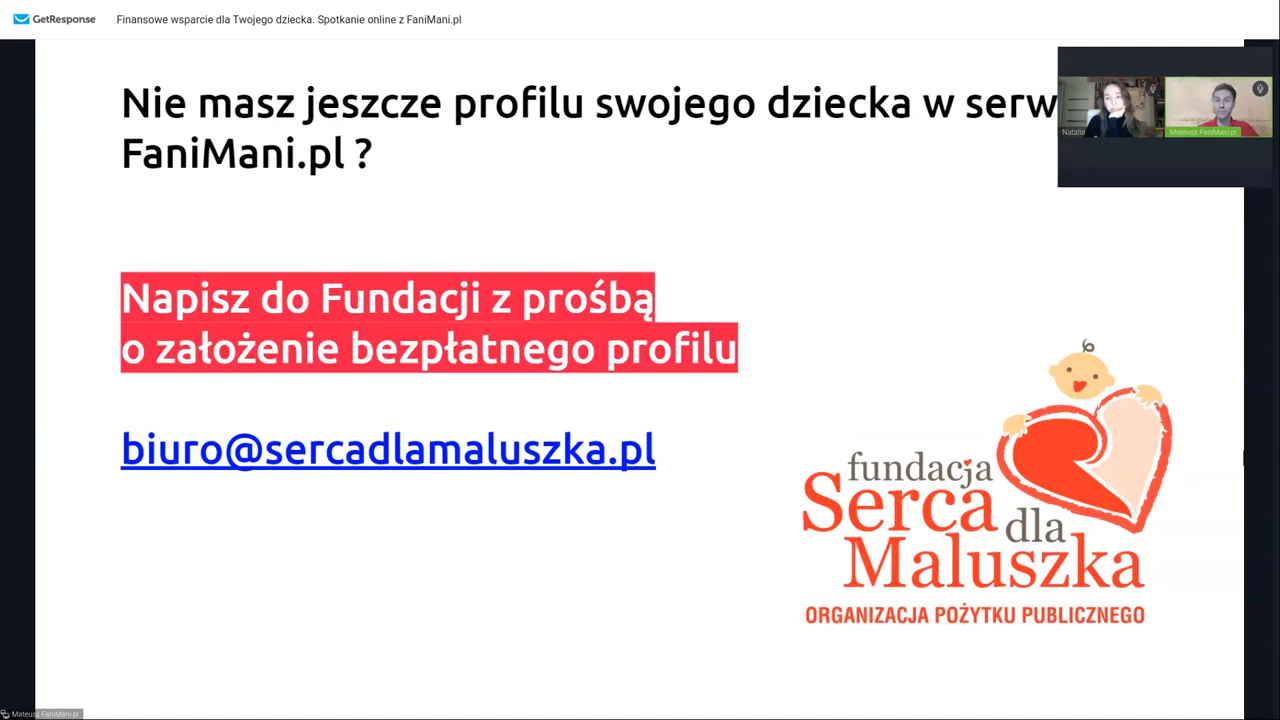 GetResponse
Finansowe wsparcie dla Twojego dziecka. Spotkanie online z FaniMani.pl
Nie masz jeszcze profilu swojego dziecka w serw
FaniMani.pl ?
Natalia
Mateusz FaniMani.pl
Napisz do Fundacji z prośbą
o założenie bezpłatnego profilu
biuro@sercadlamaluszka.pl
fundacja
Serca dla
Maluszka
ORGANIZACJA POŻYTKU PUBLICZNEGO
Mateusz FaniMani.pl